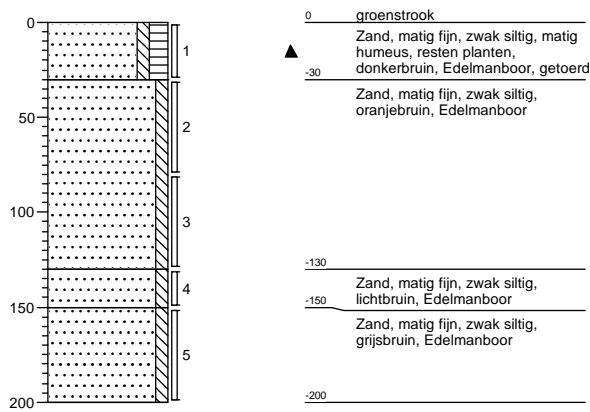 0
50
100
150
200
1
2
3
4
5
0 groenstrook
Zand, matig fijn, zwak siltig, matig
humeus, resten planten,
donkerbruin, Edelmanboor, getoerd
-30
Zand, matig fijn, zwak siltig,
oranjebruin, Edelmanboor
-130
Zand, matig fijn, zwak siltig,
lichtbruin, Edelmanboor
-150
Zand, matig fijn, zwak siltig,
grijsbruin, Edelmanboor
-200